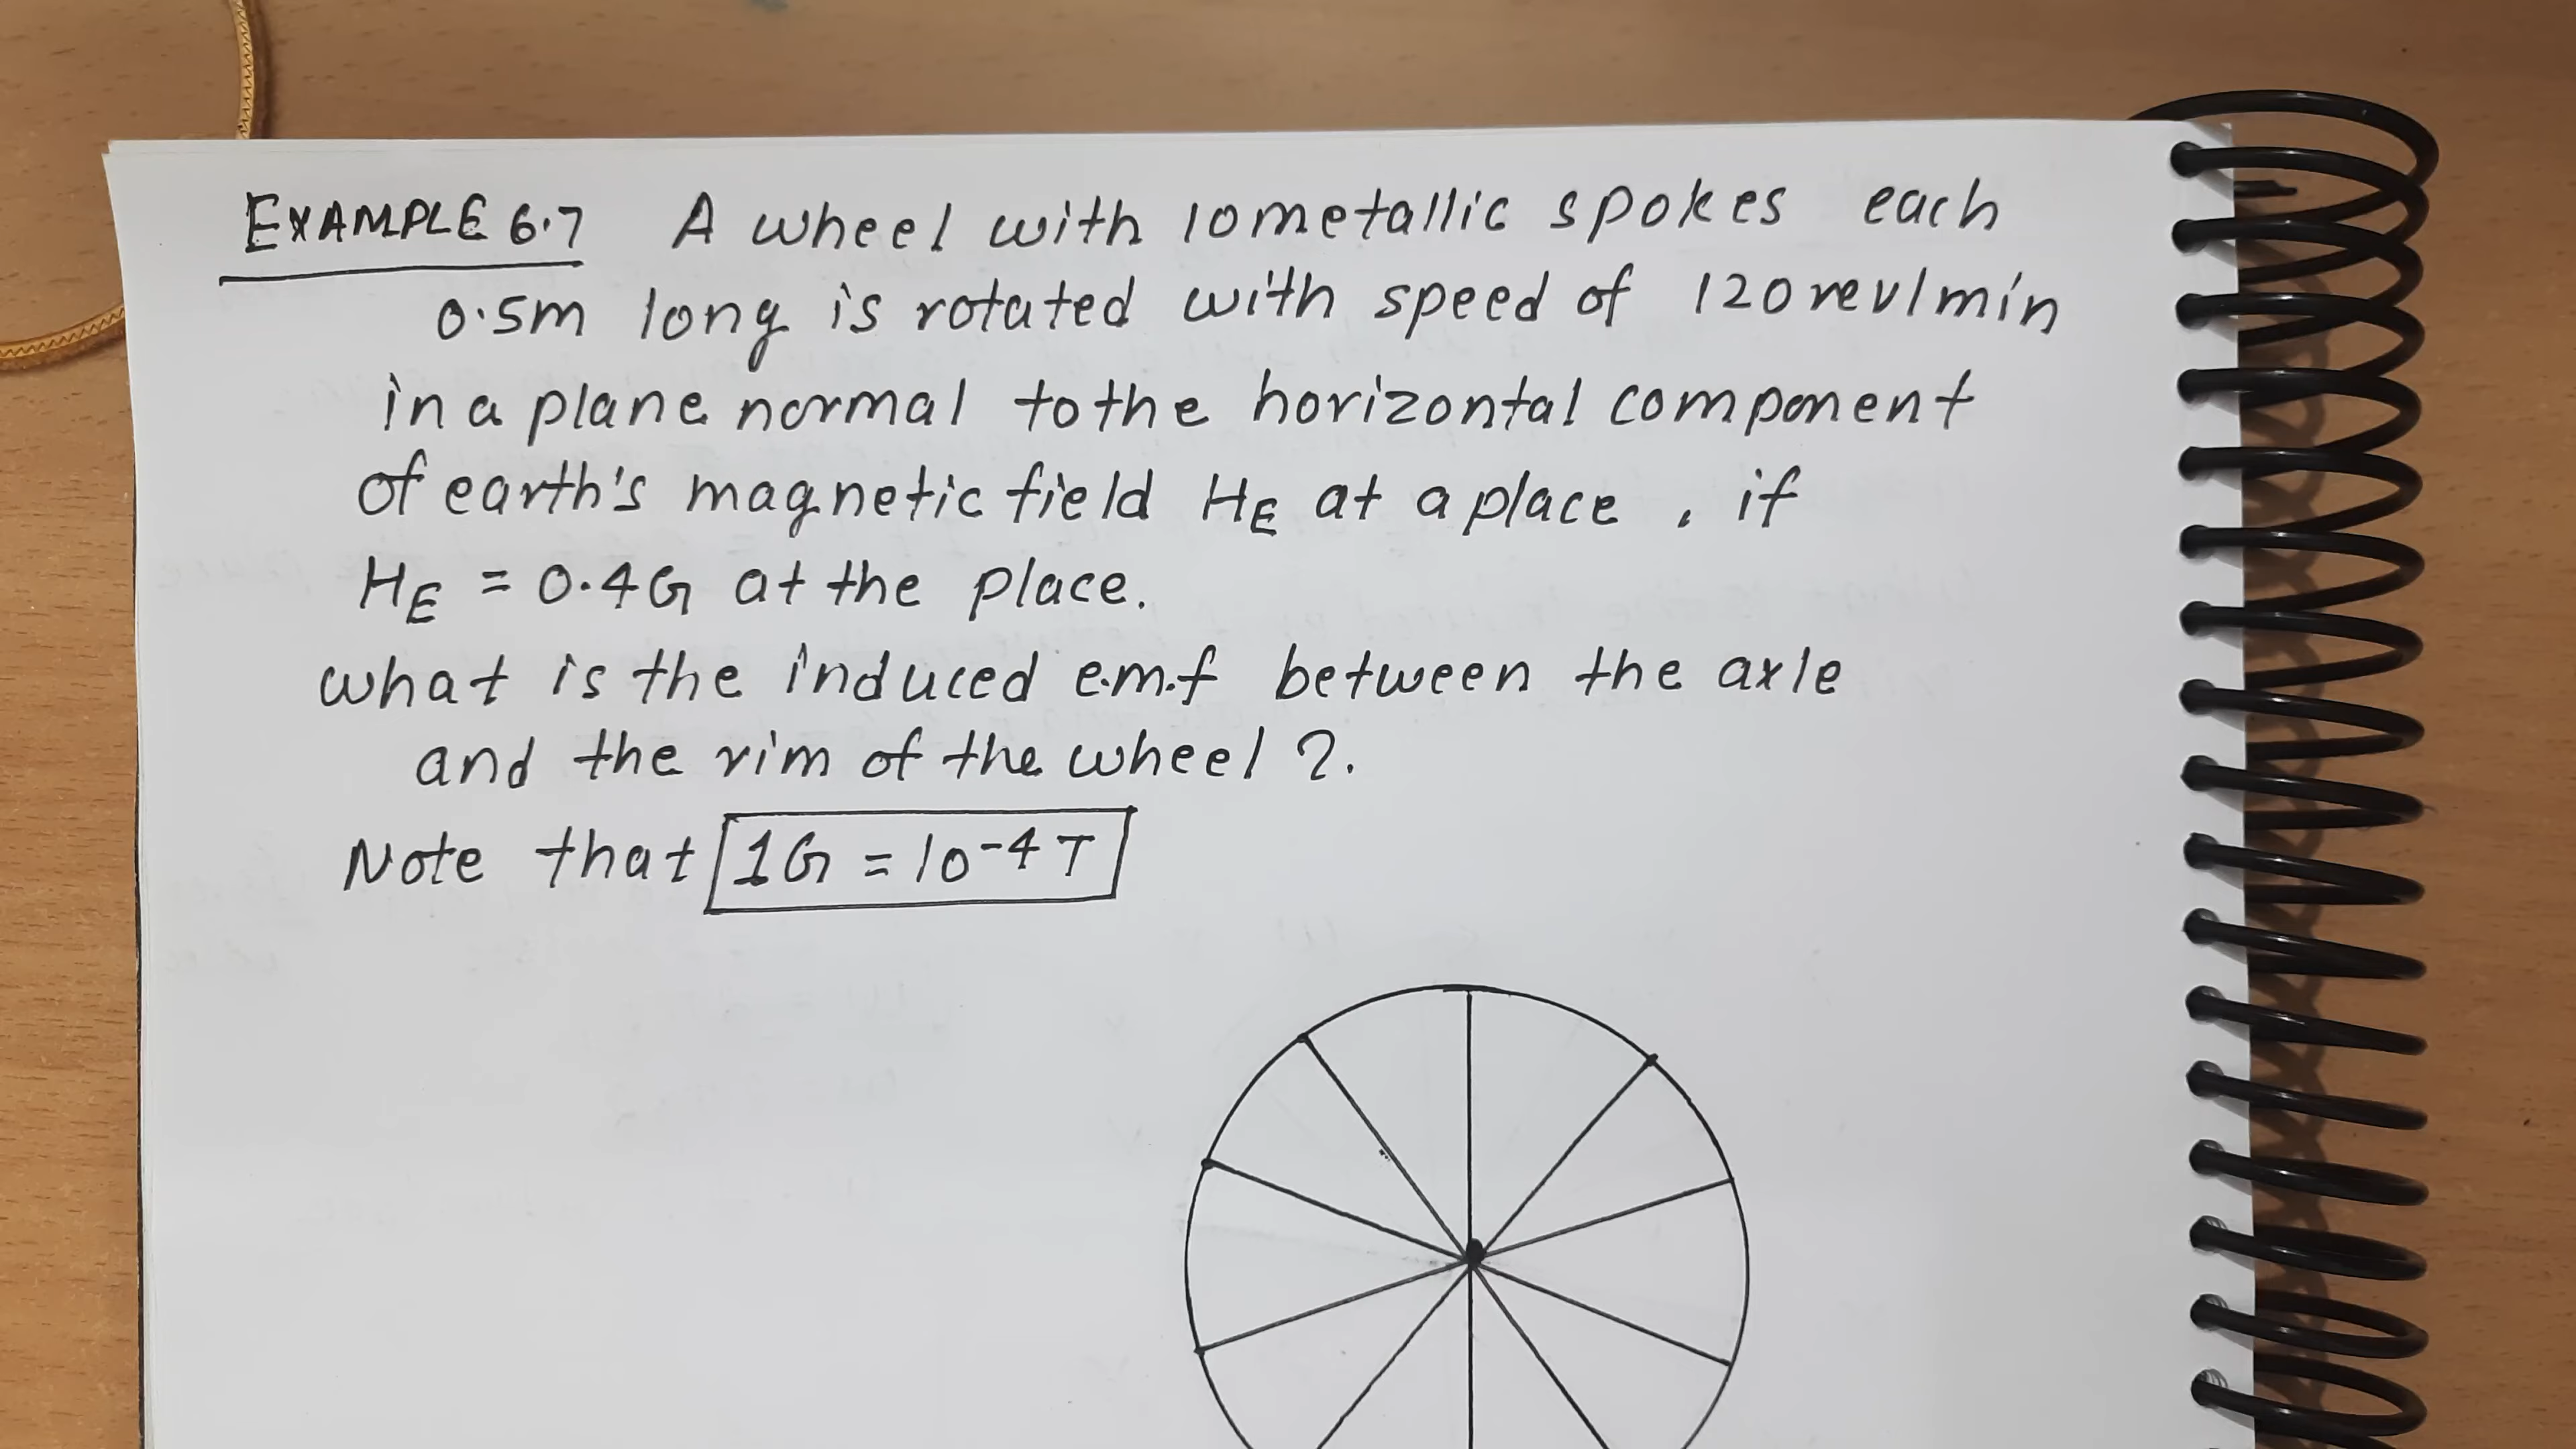 EXAMPLE 6.7 A wheel with 10 metallic spokes each
0.5m long is rotated with speed of 120 rev/min
in a plane normal to the horizontal component
of earth's magnetic field HE at a place, if
HE = 0.4G at the place.
what is the induced e.m.f between the axle
and the rim of the wheel ?.
Note that 1G = 10-4 T